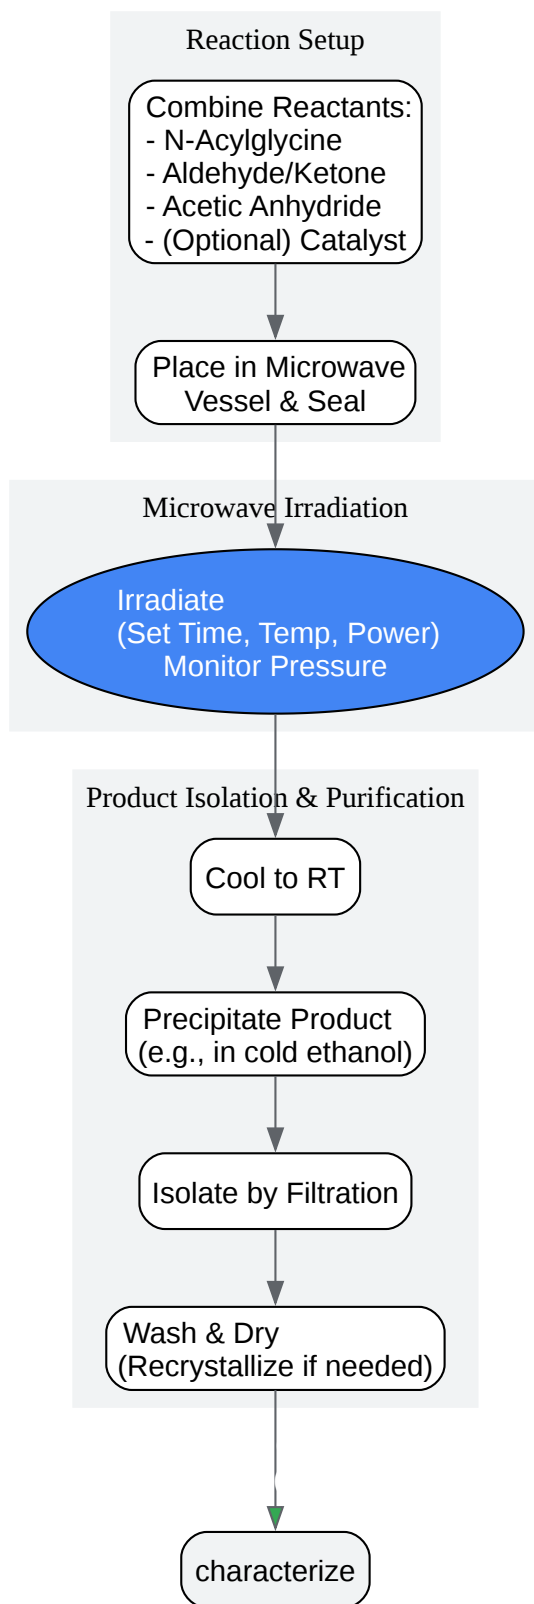 Reaction Setup
Combine Reactants:
- N-Acylglycine
- Aldehyde/Ketone
- Acetic Anhydride
- (Optional) Catalyst
Place in Microwave
Vessel & Seal
Microwave Irradiation
Irradiate
(Set Time, Temp, Power)
Monitor Pressure
Product Isolation & Purification
Cool to RT
Precipitate Product
(e.g., in cold ethanol)
Isolate by Filtration
Wash & Dry
(Recrystallize if needed)
characterize